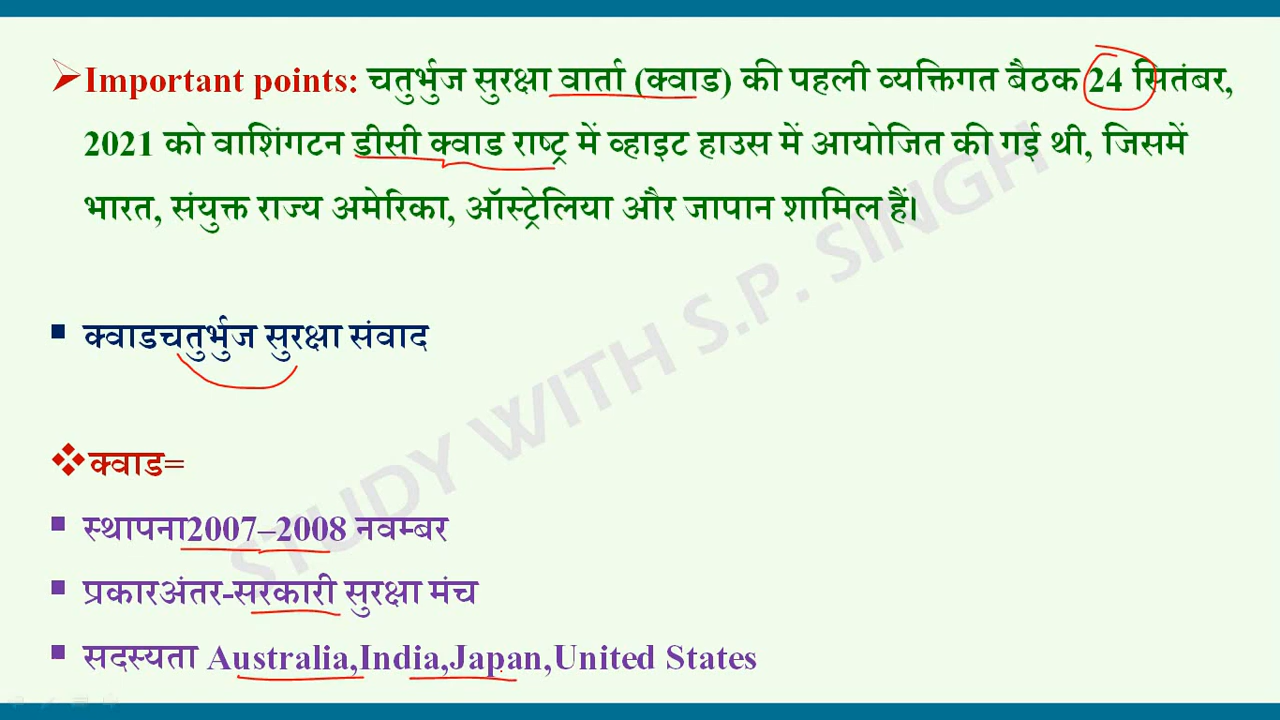 Important points: चतुर्भुज सुरक्षा वार्ता (क्वाड) की पहली व्यक्तिगत बैठक 24 सितंबर,
2021 को वाशिंगटन डीसी क्वाड राष्ट्र में व्हाइट हाउस में आयोजित की गई थी, जिसमें
भारत, संयुक्त राज्य अमेरिका, ऑस्ट्रेलिया और जापान शामिल हैं।
क्वाडचतुर्भुज सुरक्षा संवाद
क्वाड=
स्थापना2007–2008 नवम्बर
प्रकारअंतर-सरकारी सुरक्षा मंच
सदस्यता Australia,India,Japan,United States
STUDY WITH S.P. SINGH